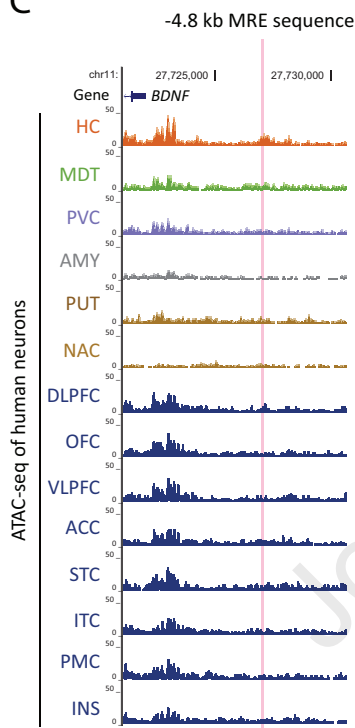 C
-4.8 kb MRE sequence
chr11: 27,725,000 27,730,000
Gene BDNF
50
HC
0
50
MDT
0
50
PVC
0
50
AMY
0
50
PUT
0
50
NAC
0
50
DLPFC
0
50
OFC
0
50
VLPFC
0
50
ACC
0
50
STC
0
50
ITC
0
50
PMC
0
50
INS
0
ATAC-seq of human neurons